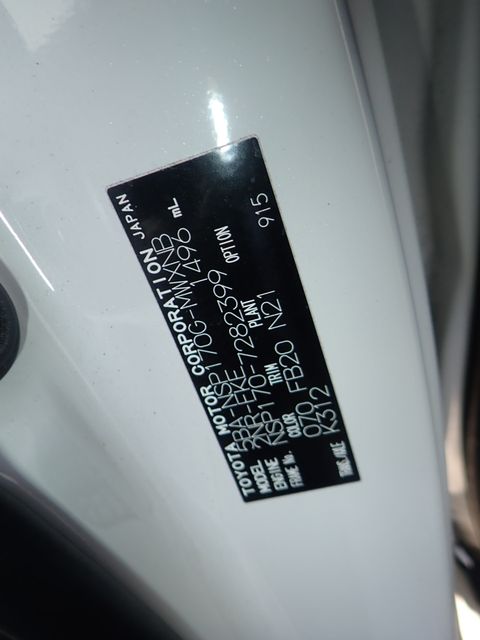 TOYOTA MOTOR CORPORATION JAPAN
MODEL 5BA-NSP170G-MWXNB
ENGINE 2NR-FKE 1496 mL
FRAME No. NSP170-7282399
COLOR TRIM PLANT OPTION
070 FB20 N21 915
TRANS./AXLE K312